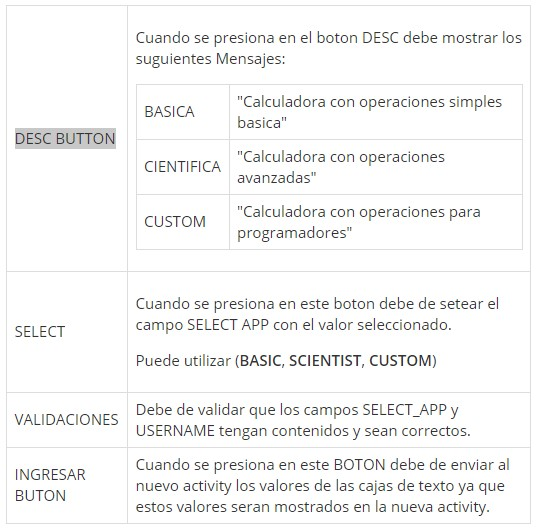 DESC BUTTON
Cuando se presiona en el boton DESC debe mostrar los
suguientes Mensajes:
BASICA
"Calculadora con operaciones simples
basica"
CIENTIFICA
"Calculadora con operaciones
avanzadas"
CUSTOM
"Calculadora con operaciones para
programadores"
SELECT
Cuando se presiona en este boton debe de setear el
campo SELECT APP con el valor seleccionado.
Puede utilizar (BASIC, SCIENTIST, CUSTOM)
VALIDACIONES
Debe de validar que los campos SELECT_APP y
USERNAME tengan contenidos y sean correctos.
INGRESAR
BUTON
Cuando se presiona en este BOTON debe de enviar al
nuevo activity los valores de las cajas de texto ya que
estos valores seran mostrados en la nueva activity.